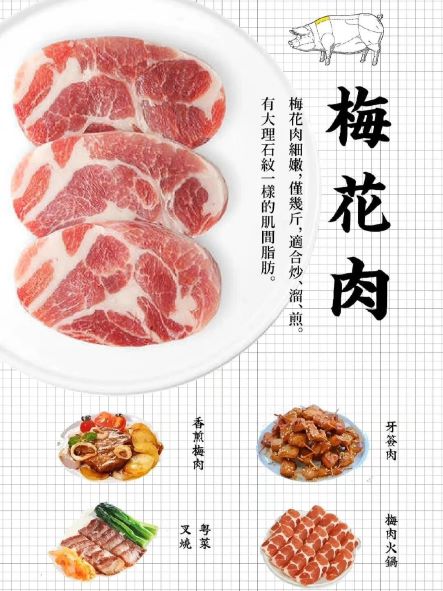 梅花肉
梅花肉細嫩，僅幾斤，適合炒、溜、煎。
有大理石紋一樣的肌間脂肪。
香煎梅肉
牙簽肉
粵菜
叉燒
梅肉火鍋